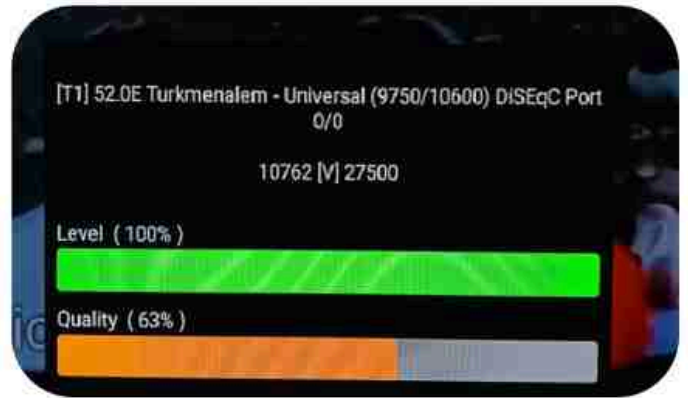 [T1] 52.0E Turkmenalem - Universal (9750/10600) DiSEqC Port
0/0
10762 [V] 27500
Level ( 100% )
Quality ( 63% )